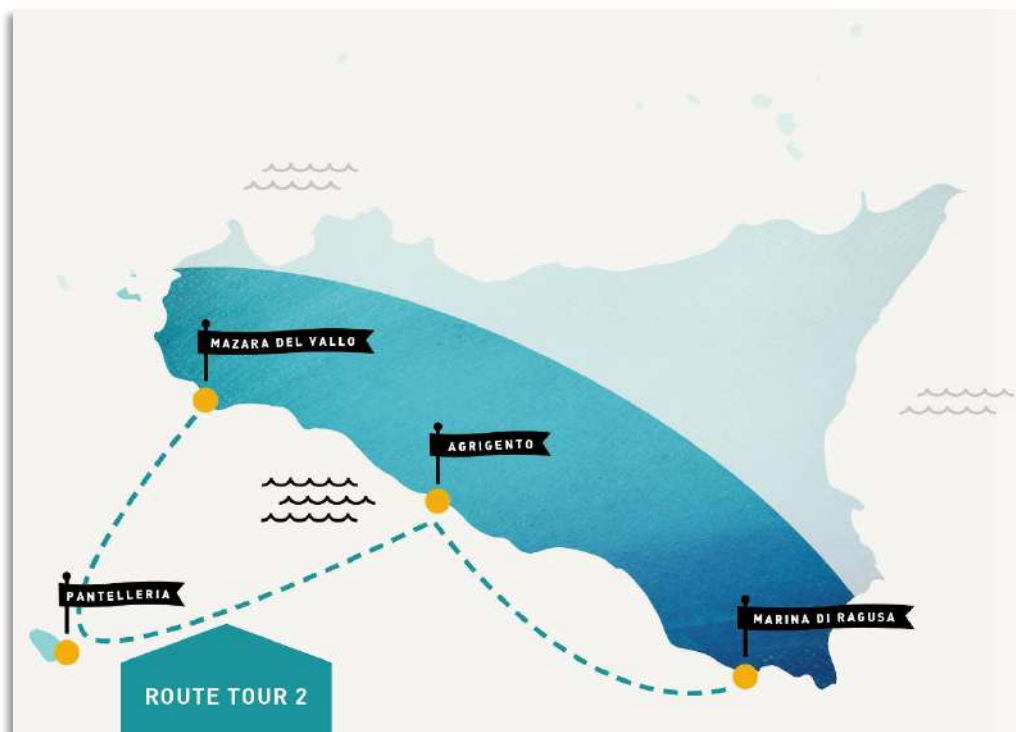 MAZARA DEL VALLO
AGRIGENTO
PANTELLERIA
MARINA DI RAGUSA
ROUTE TOUR 2